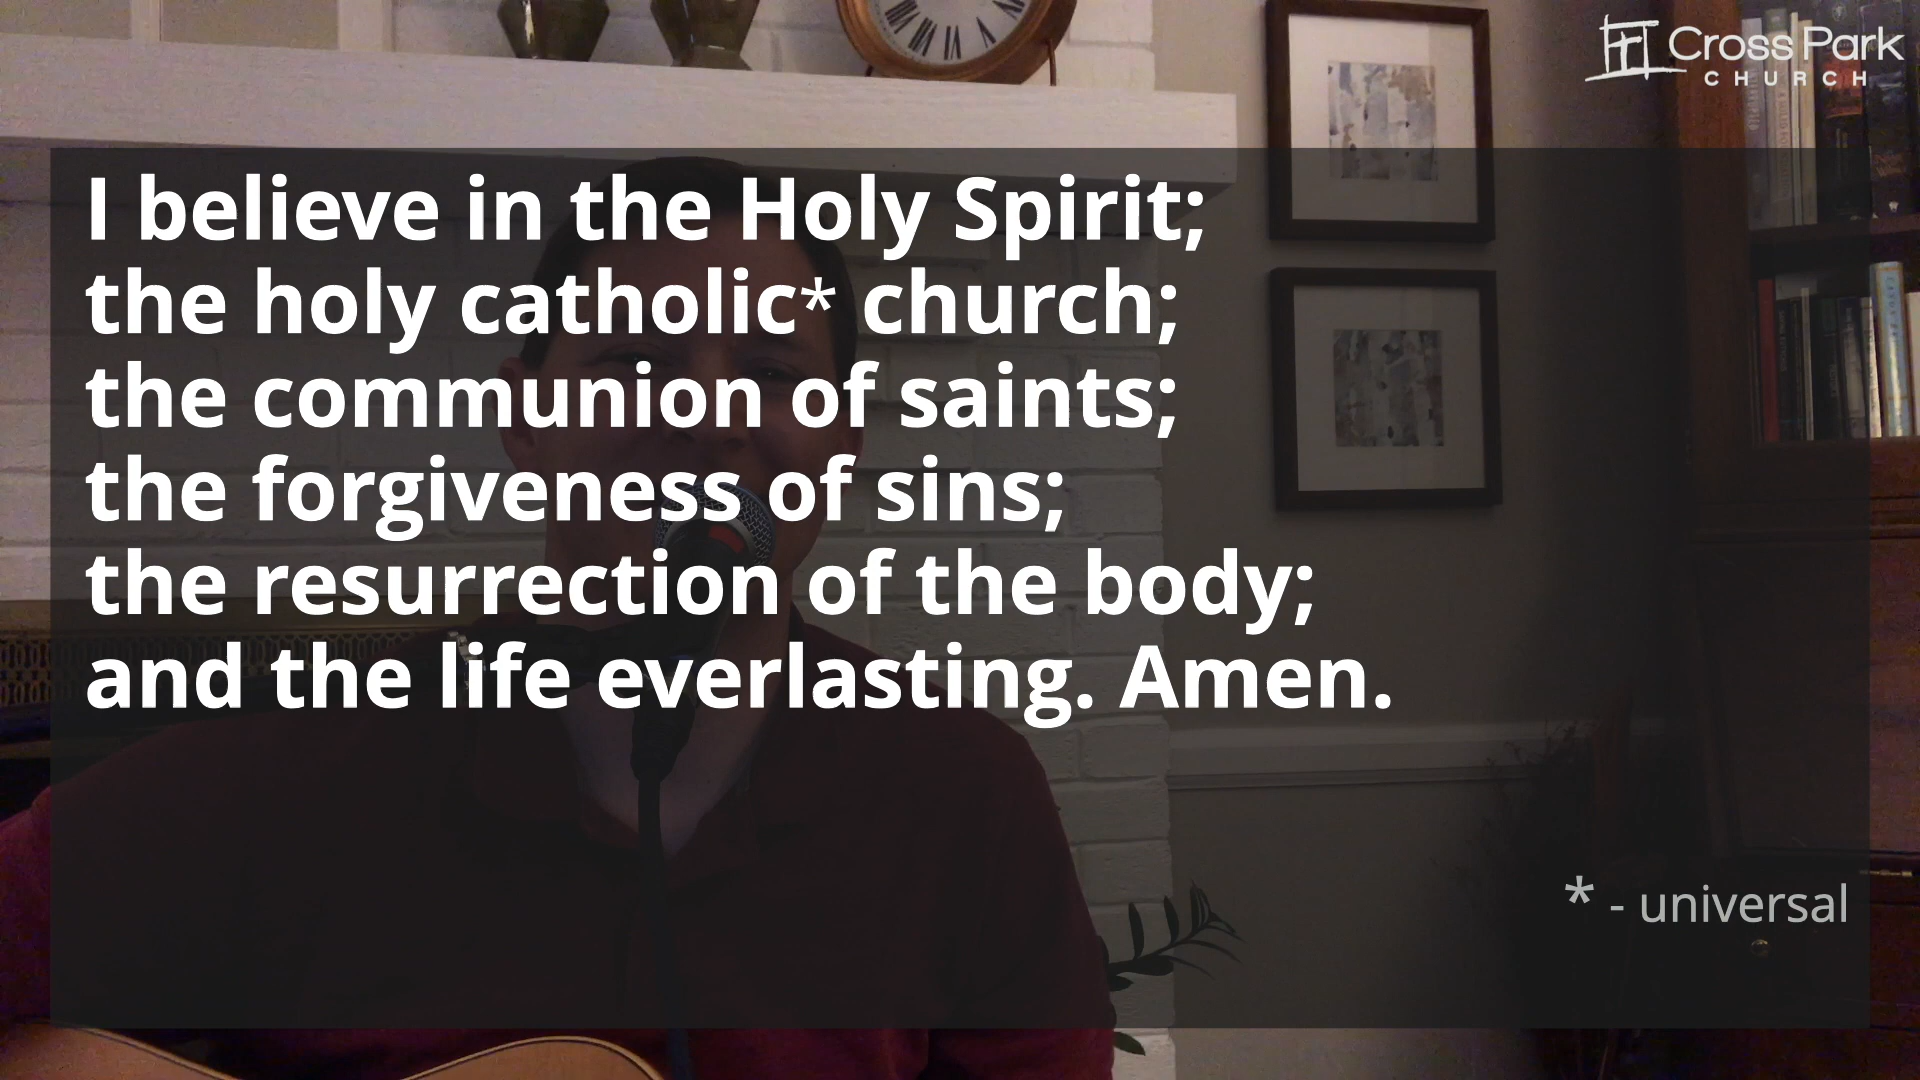 Cross Park
CHURCH
I believe in the Holy Spirit;
the holy catholic* church;
the communion of saints;
the forgiveness of sins;
the resurrection of the body;
and the life everlasting. Amen.
* - universal